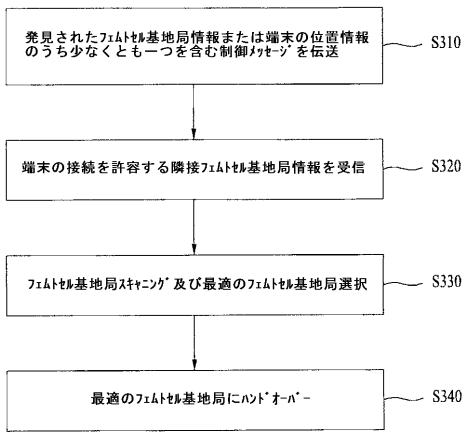 発見されたﾌｪﾑﾄｾﾙ基地局情報または端末の位置情報
のうち少なくとも一つを含む制御ﾒｯｾｰｼﾞを伝送
S310
端末の接続を許容する隣接ﾌｪﾑﾄｾﾙ基地局情報を受信
S320
ﾌｪﾑﾄｾﾙ基地局ｽｷｬﾆﾝｸﾞ及び最適のﾌｪﾑﾄｾﾙ基地局選択
S330
最適のﾌｪﾑﾄｾﾙ基地局にﾊﾝﾄﾞｵｰﾊﾞｰ
S340